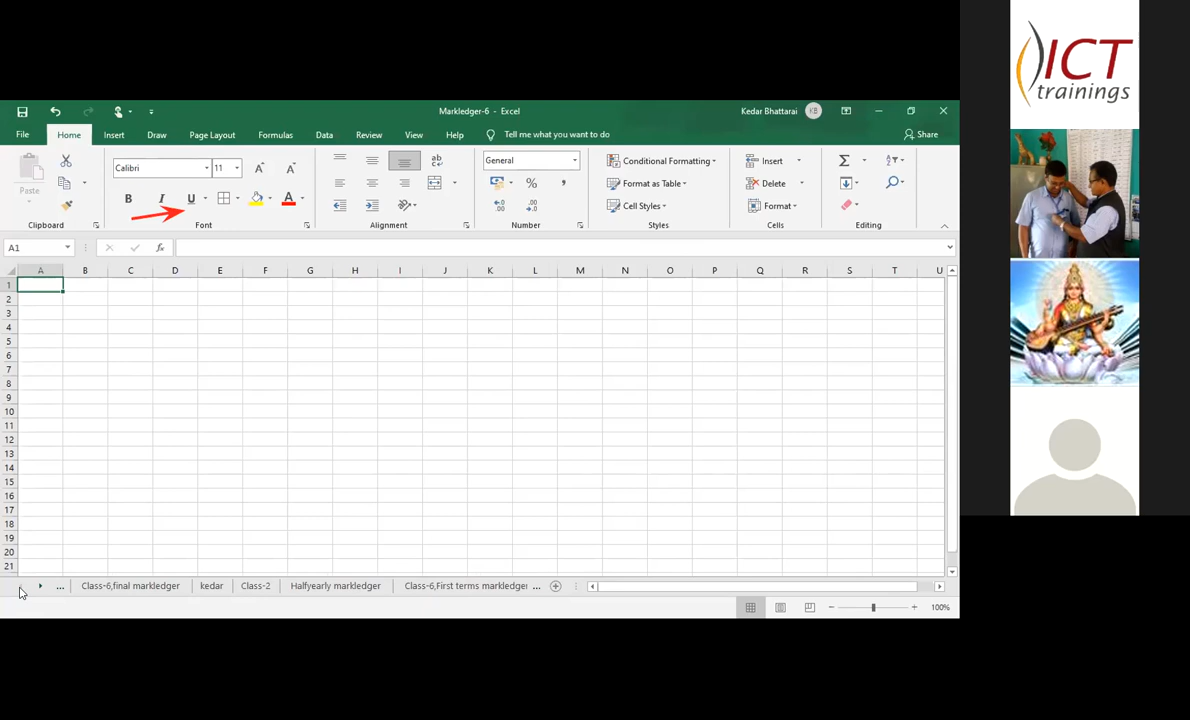 Markledger-6 - Excel
Kedar Bhattarai KB
File Home Insert Draw Page Layout Formulas Data Review View Help Tell me what you want to do Share
Paste
Calibri 11
B I U A
General
% ,
Conditional Formatting
Format as Table
Cell Styles
Insert
Delete
Format
Clipboard Font Alignment Number Styles Cells Editing
A1 fx
A B C D E F G H I J K L M N O P Q R S T U
1
2
3
4
5
6
7
8
9
10
11
12
13
14
15
16
17
18
19
20
21
... Class-6,final markledger kedar Class-2 Halfyearly markledger Class-6,First terms markledger ...
100%
ICT
trainings